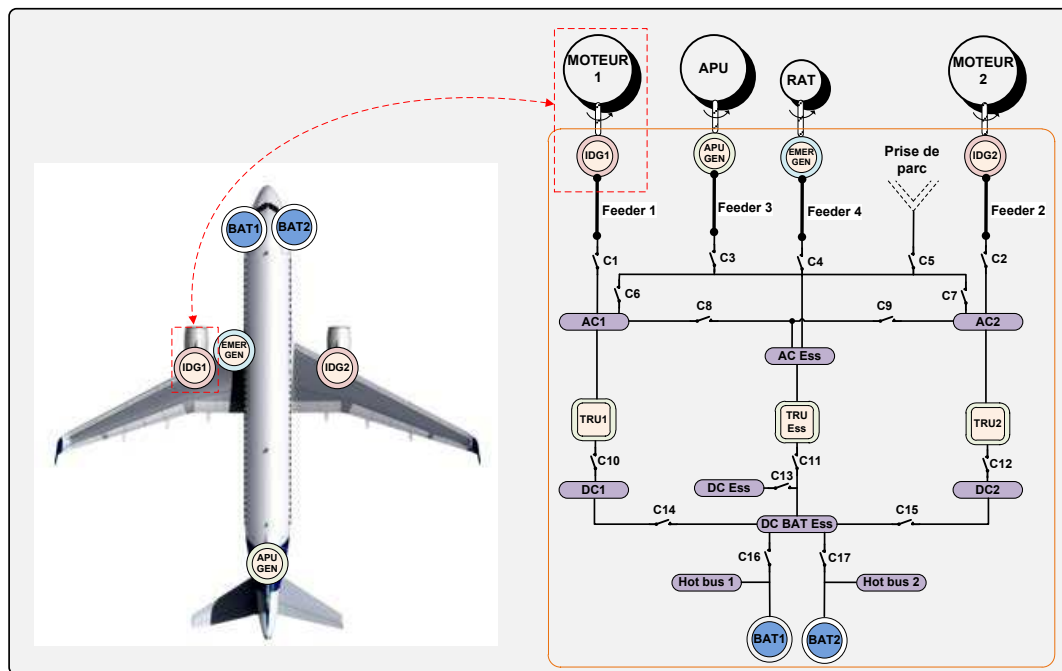 MOTEUR
1
APU
RAT
MOTEUR
2
IDG1
APU
GEN
EMER
GEN
IDG2
Prise de
parc
Feeder 1
Feeder 3
Feeder 4
Feeder 2
C1
C3
C4
C5
C2
C6
C8
C9
C7
AC1
AC2
AC Ess
TRU1
TRU
Ess
TRU2
C10
C11
C12
C13
DC1
DC Ess
DC2
C14
C15
DC BAT Ess
C16
C17
Hot bus 1
Hot bus 2
BAT1
BAT2
BAT1
BAT2
EMER
GEN
IDG1
IDG2
APU
GEN